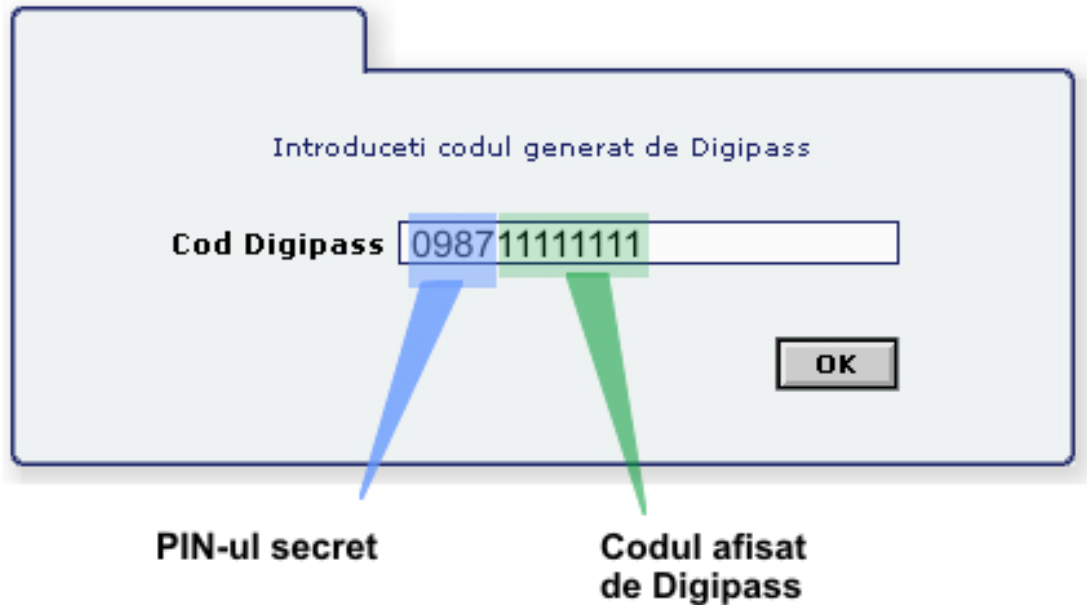 Introduceti codul generat de Digipass
Cod Digipass 098711111111
OK
PIN-ul secret
Codul afisat
de Digipass